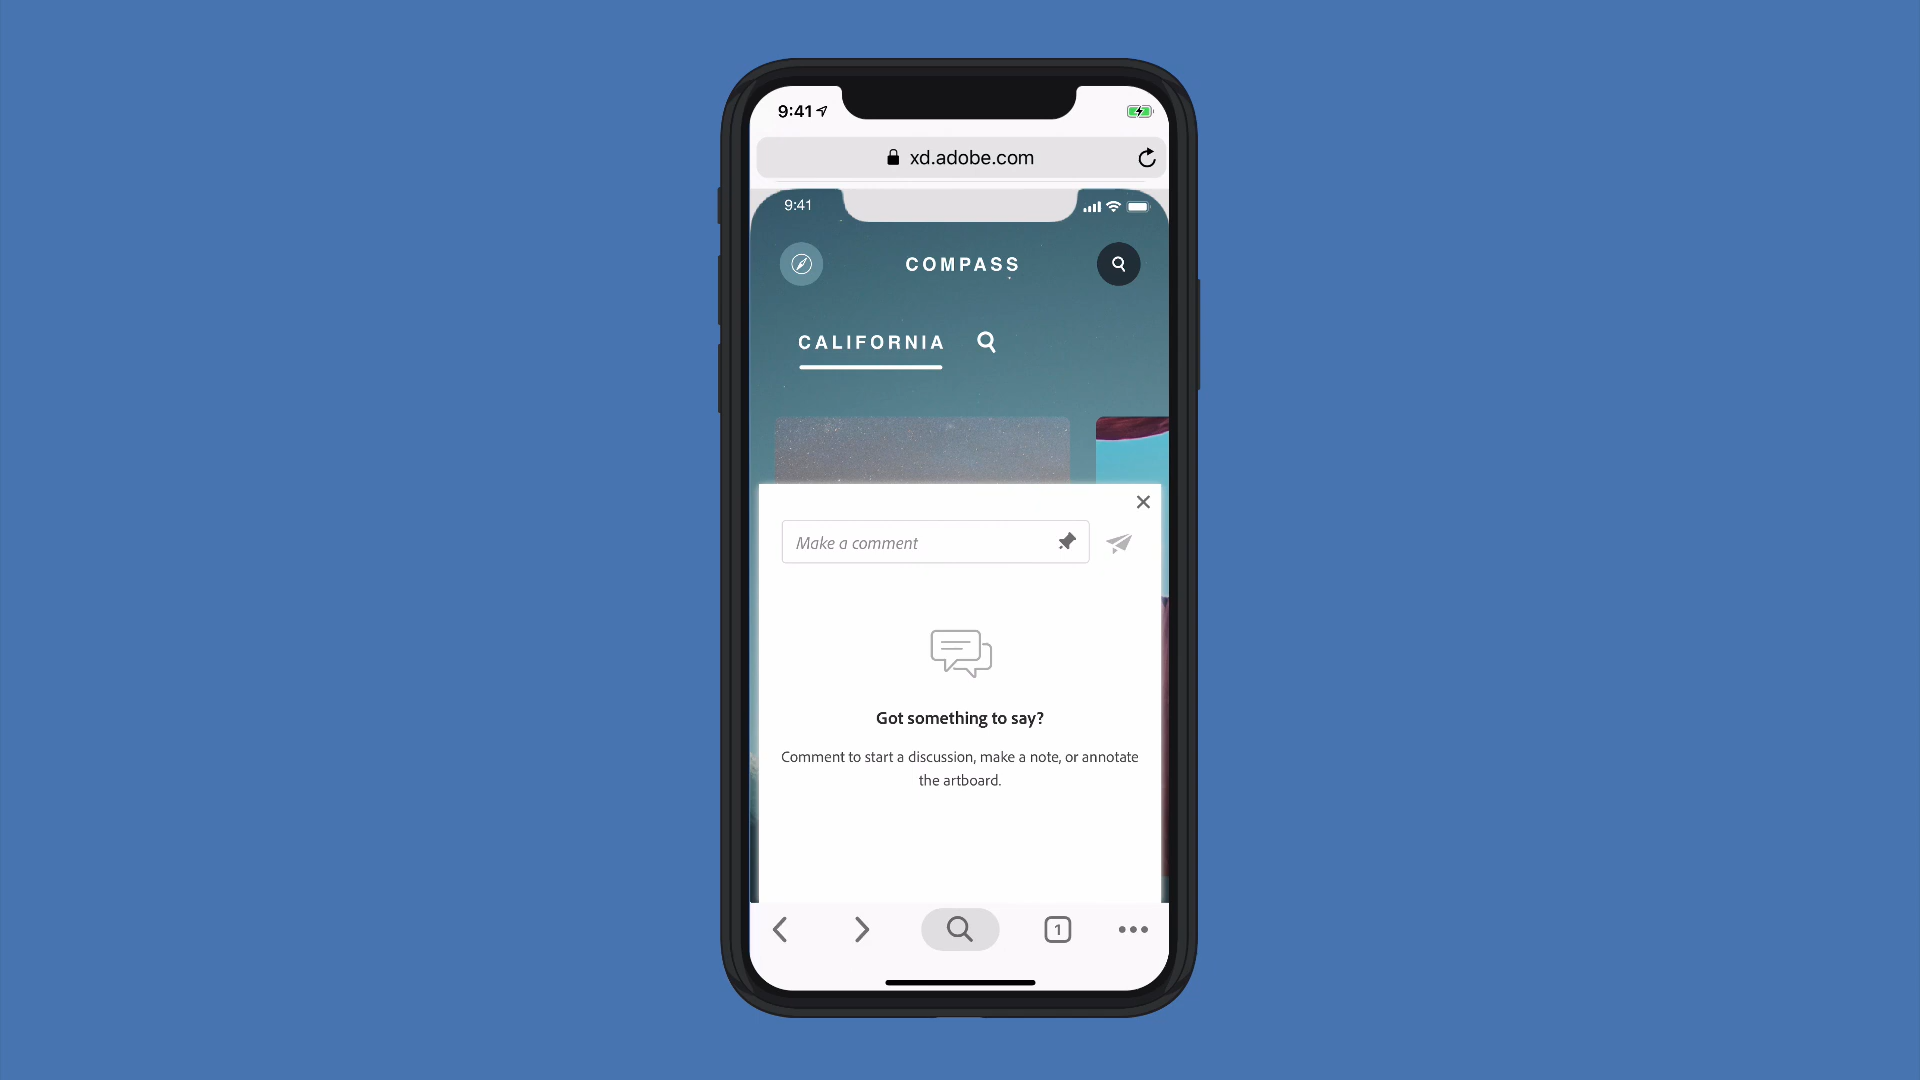 9:41
xd.adobe.com
9:41
COMPASS
CALIFORNIA
Make a comment
Got something to say?
Comment to start a discussion, make a note, or annotate
the artboard.
1